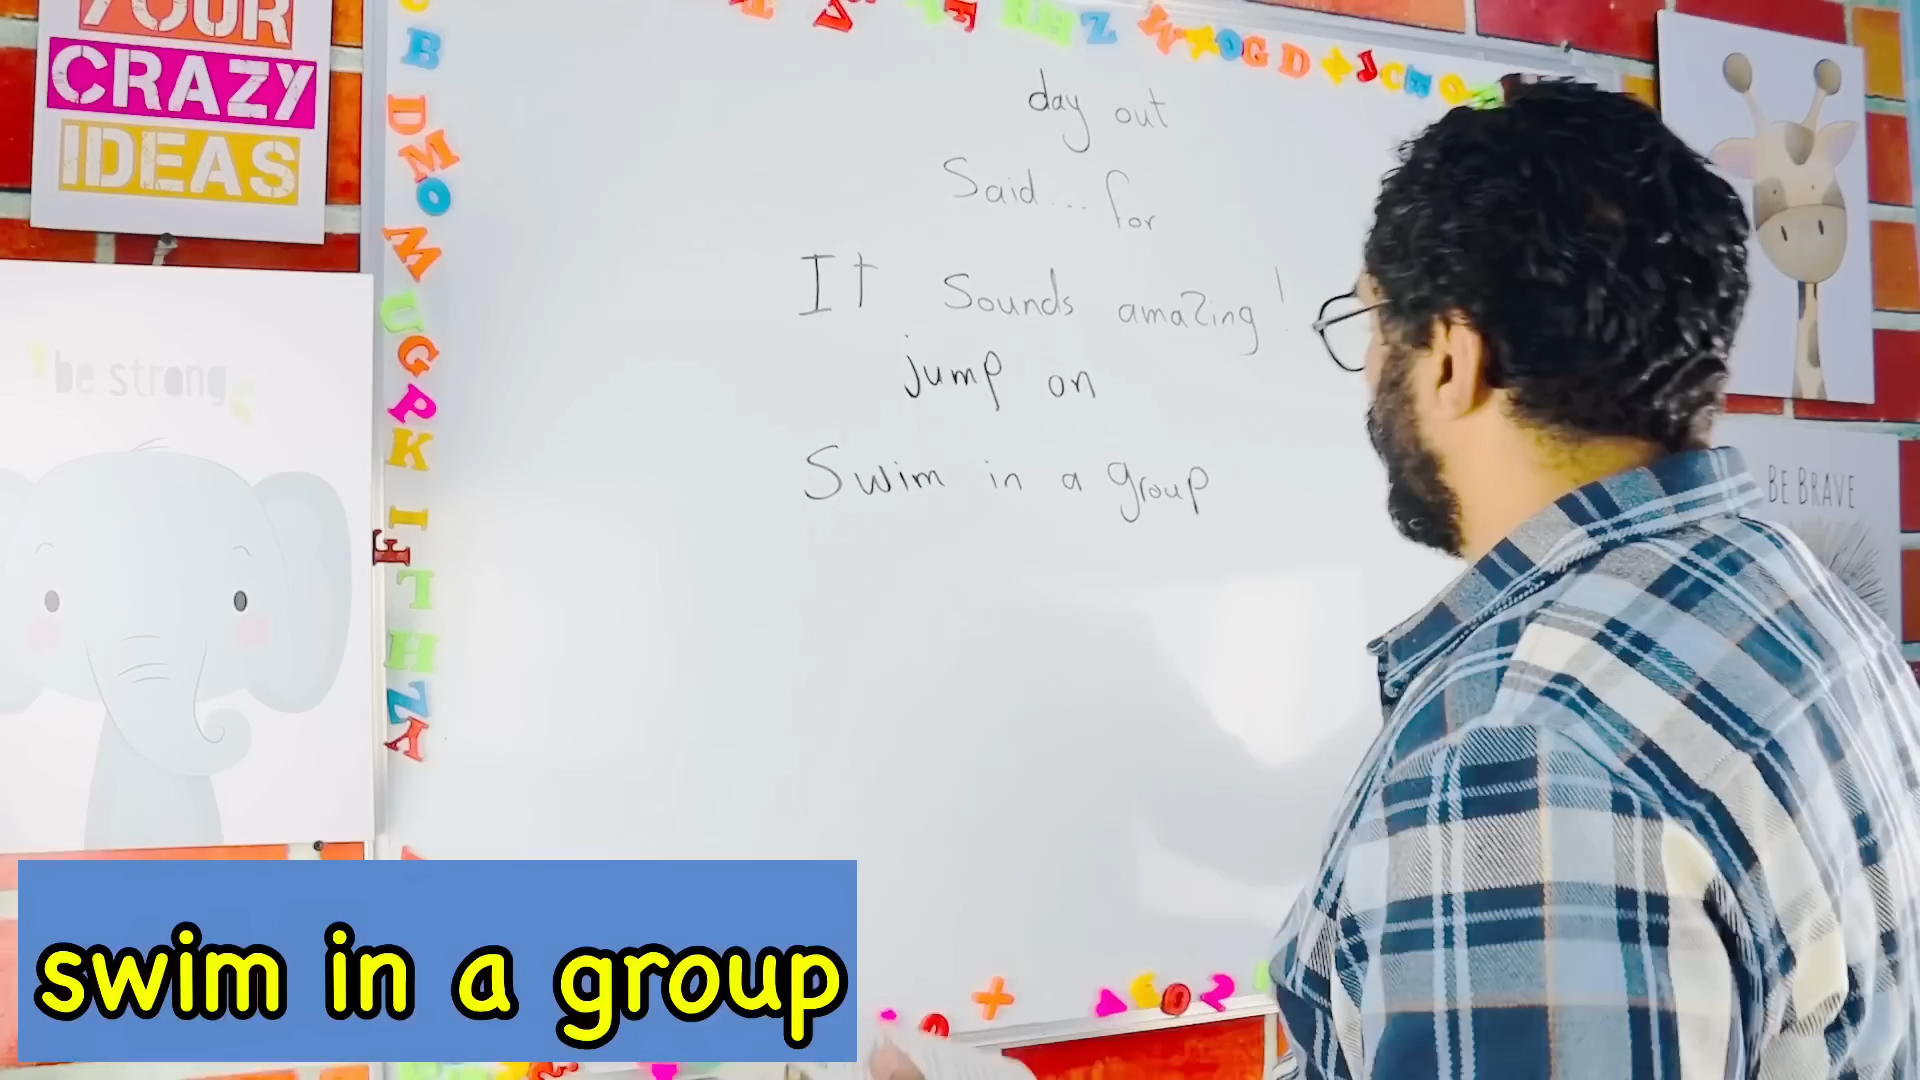 YOUR
CRAZY
IDEAS
be strong
day out
Said... for
It sounds amazing!
jump on
Swim in a group
BE BRAVE
swim in a group